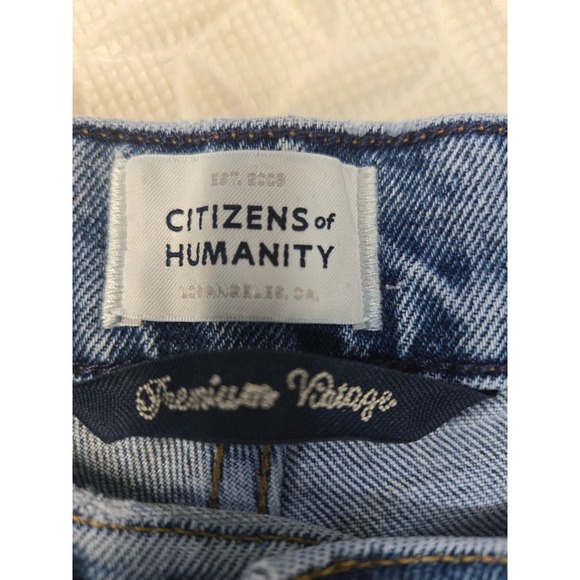 EST. 2003
CITIZENS of
HUMANITY
LOS ANGELES, CA.
Premium Vintage